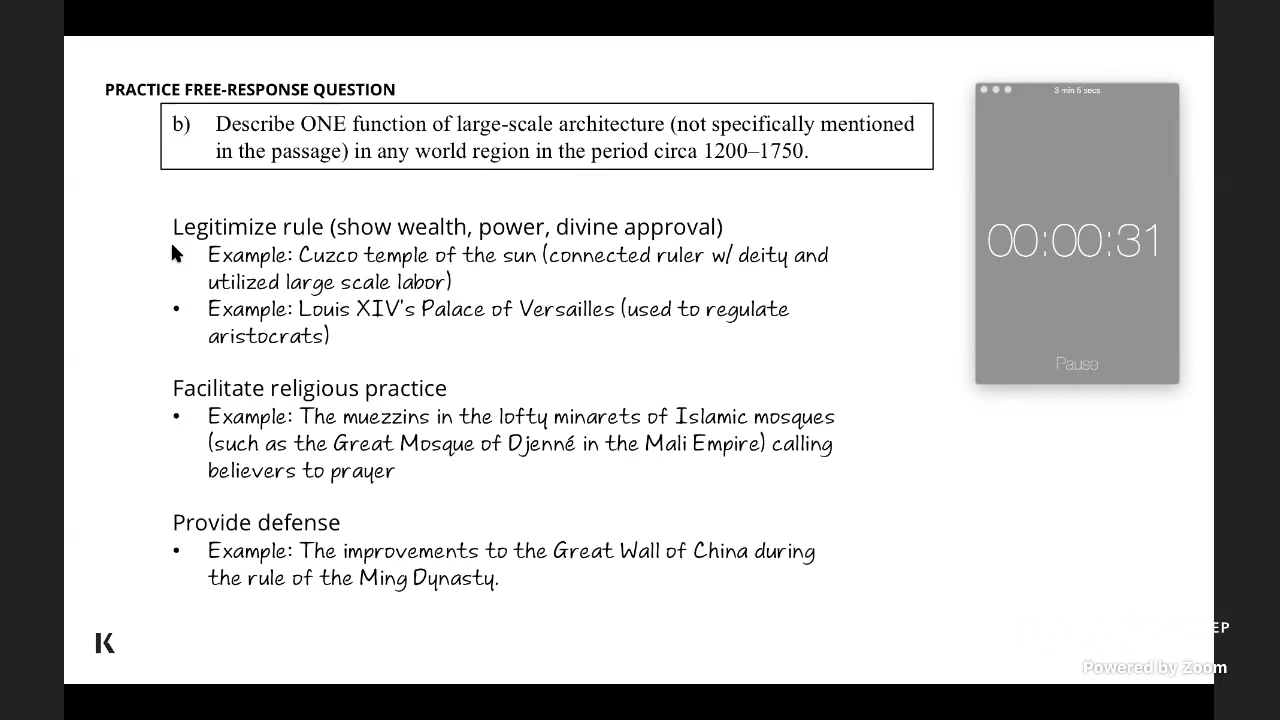 PRACTICE FREE-RESPONSE QUESTION
b) Describe ONE function of large-scale architecture (not specifically mentioned
in the passage) in any world region in the period circa 1200–1750.
3 min 5 secs
00:00:31
Pause
Legitimize rule (show wealth, power, divine approval)
Example: Cuzco temple of the sun (connected ruler w/ deity and
utilized large scale labor)
• Example: Louis XIV's Palace of Versailles (used to regulate
aristocrats)
Facilitate religious practice
• Example: The muezzins in the lofty minarets of Islamic mosques
(such as the Great Mosque of Djenné in the Mali Empire) calling
believers to prayer
Provide defense
• Example: The improvements to the Great Wall of China during
the rule of the Ming Dynasty.
K
EP
Powered by Zoom